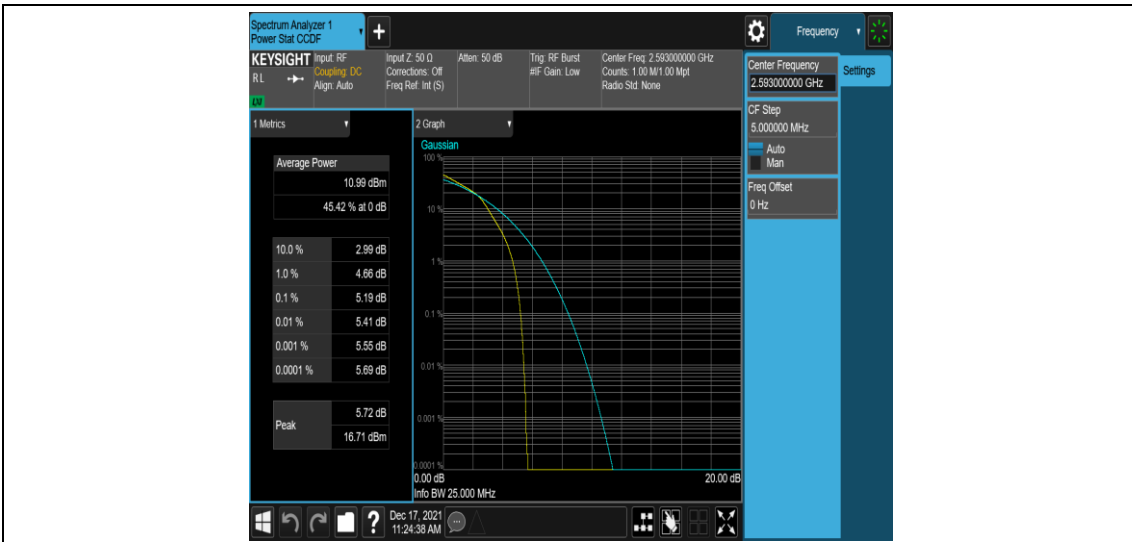 Spectrum Analyzer 1
Power Stat CCDF
+
Frequency
KEYSIGHT
RL
LXI
Input: RF
Coupling: DC
Align: Auto
Input Z: 50 Ω
Corrections: Off
Freq Ref: Int (S)
Atten: 50 dB
Trig: RF Burst
#IF Gain: Low
Center Freq: 2.593000000 GHz
Counts: 1.00 M/1.00 Mpt
Radio Std: None
Center Frequency
2.593000000 GHz
Settings
CF Step
5.000000 MHz
Auto
Man
Freq Offset
0 Hz
1 Metrics
Average Power
10.99 dBm
45.42 % at 0 dB
10.0 % 2.99 dB
1.0 % 4.66 dB
0.1 % 5.19 dB
0.01 % 5.41 dB
0.001 % 5.55 dB
0.0001 % 5.69 dB
Peak
5.72 dB
16.71 dBm
2 Graph
Gaussian
100 %
10 %
1 %
0.1 %
0.01 %
0.001 %
0.0001 %
0.00 dB 20.00 dB
Info BW 25.000 MHz
?
Dec 17, 2021
11:24:38 AM